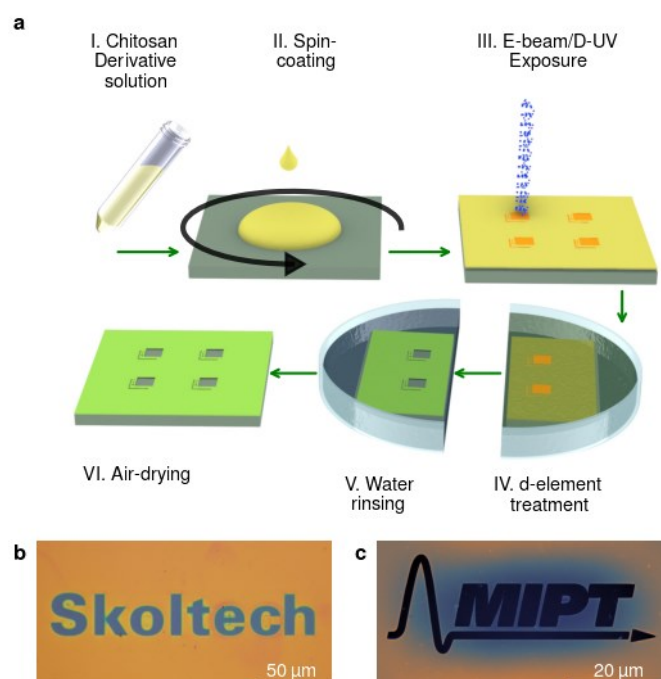 a
I. Chitosan
Derivative
solution
II. Spin-
coating
III. E-beam/D-UV
Exposure
VI. Air-drying
V. Water
rinsing
IV. d-element
treatment
b
Skoltech
50 µm
c
MIPT
20 µm